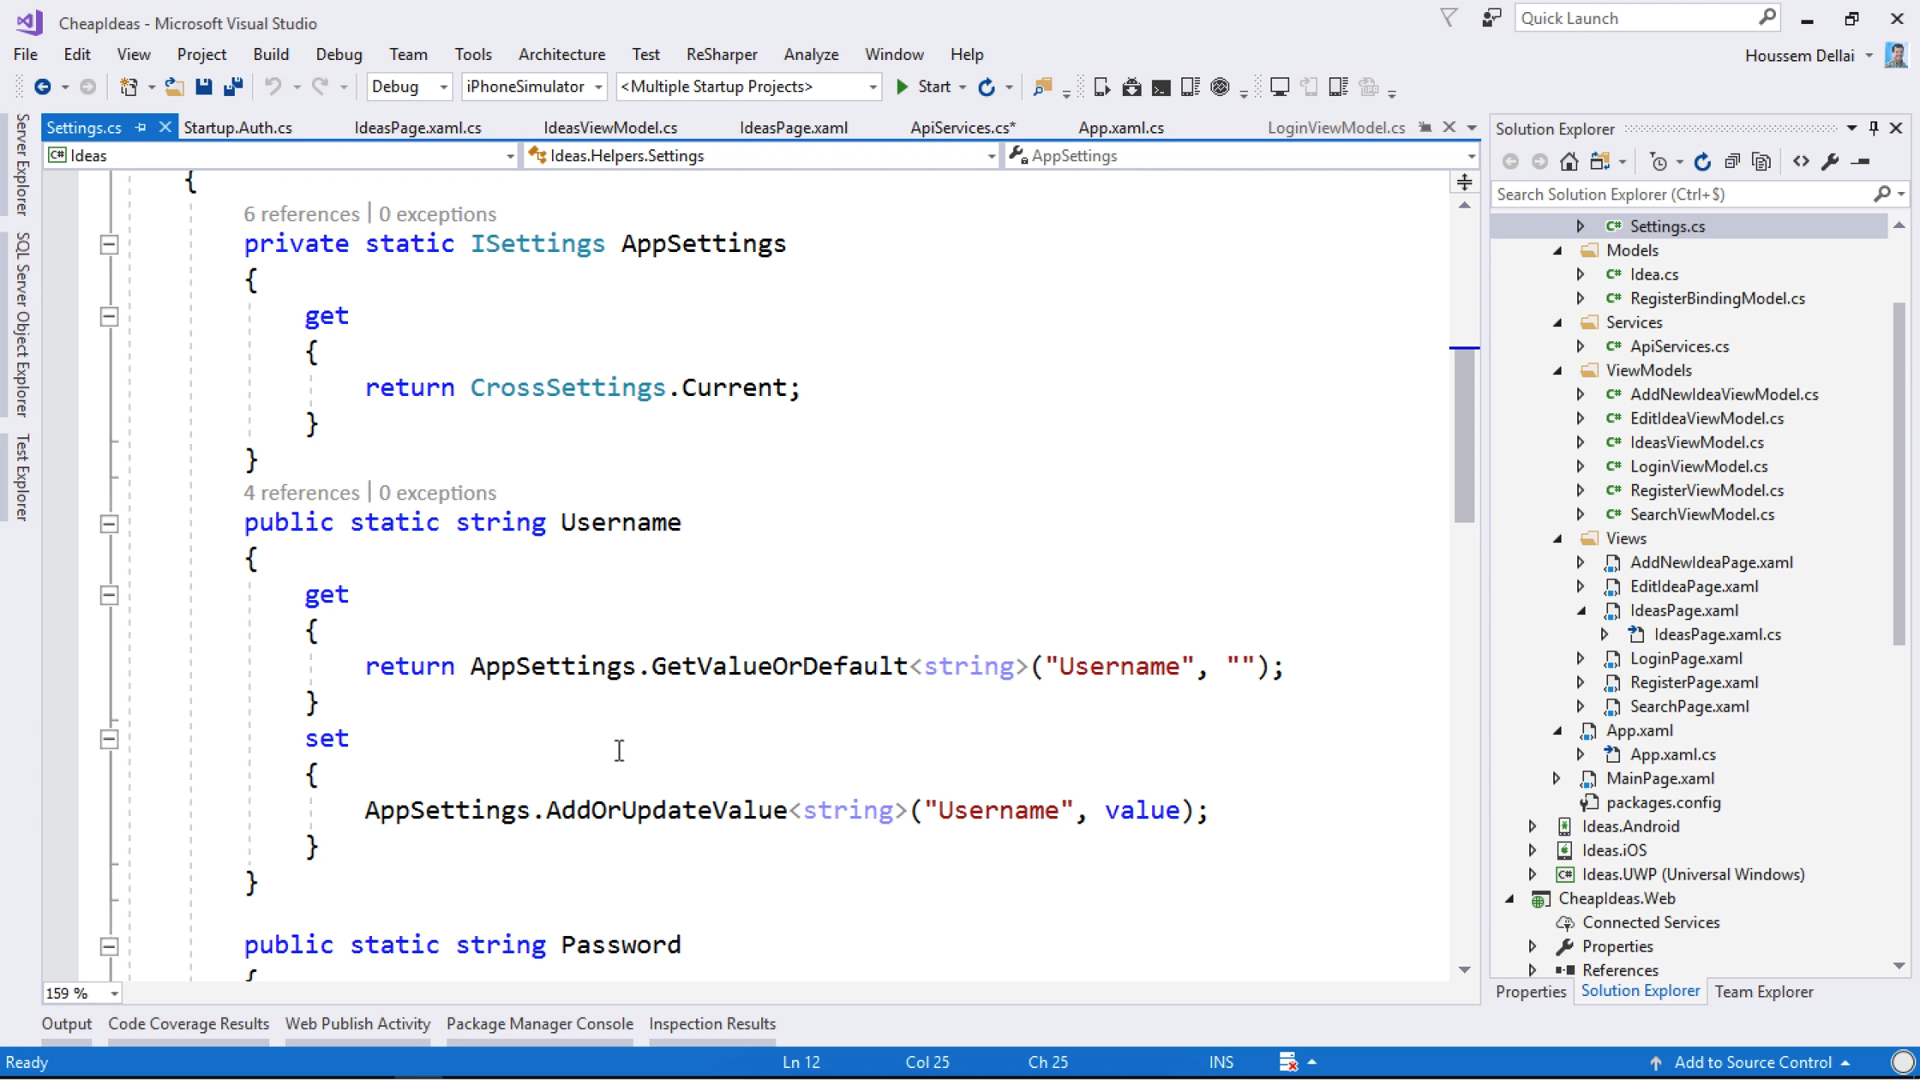 CheapIdeas - Microsoft Visual Studio
Quick Launch
File Edit View Project Build Debug Team Tools Architecture Test ReSharper Analyze Window Help
Houssem Dellai
Debug iPhoneSimulator <Multiple Startup Projects> Start
Settings.cs Startup.Auth.cs IdeasPage.xaml.cs IdeasViewModel.cs IdeasPage.xaml ApiServices.cs* App.xaml.cs LoginViewModel.cs
C# Ideas Ideas.Helpers.Settings AppSettings
Server Explorer
SQL Server Object Explorer
Test Explorer
{
6 references | 0 exceptions
private static ISettings AppSettings
{
get
{
return CrossSettings.Current;
}
}
4 references | 0 exceptions
public static string Username
{
get
{
return AppSettings.GetValueOrDefault<string>("Username", "");
}
set
{
AppSettings.AddOrUpdateValue<string>("Username", value);
}
}
public static string Password
{
159 %
Solution Explorer
Search Solution Explorer (Ctrl+$)
C# Settings.cs
Models
C# Idea.cs
C# RegisterBindingModel.cs
Services
C# ApiServices.cs
ViewModels
C# AddNewIdeaViewModel.cs
C# EditIdeaViewModel.cs
C# IdeasViewModel.cs
C# LoginViewModel.cs
C# RegisterViewModel.cs
C# SearchViewModel.cs
Views
AddNewIdeaPage.xaml
EditIdeaPage.xaml
IdeasPage.xaml
IdeasPage.xaml.cs
LoginPage.xaml
RegisterPage.xaml
SearchPage.xaml
App.xaml
App.xaml.cs
MainPage.xaml
packages.config
Ideas.Android
Ideas.iOS
C# Ideas.UWP (Universal Windows)
CheapIdeas.Web
Connected Services
Properties
References
Properties Solution Explorer Team Explorer
Output Code Coverage Results Web Publish Activity Package Manager Console Inspection Results
Ready Ln 12 Col 25 Ch 25 INS Add to Source Control